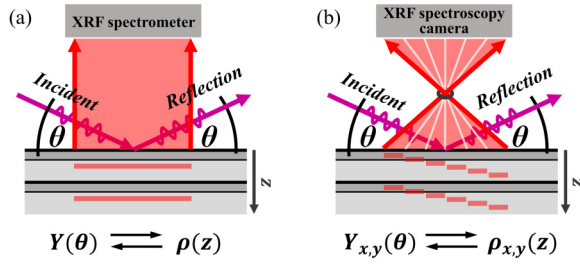 (a)
XRF spectrometer
Incident
Reflection
θ
θ
z
Y(θ) ⇄ ρ(z)
(b)
XRF spectroscopy
camera
Incident
Reflection
θ
θ
z
Yx,y(θ) ⇄ ρx,y(z)